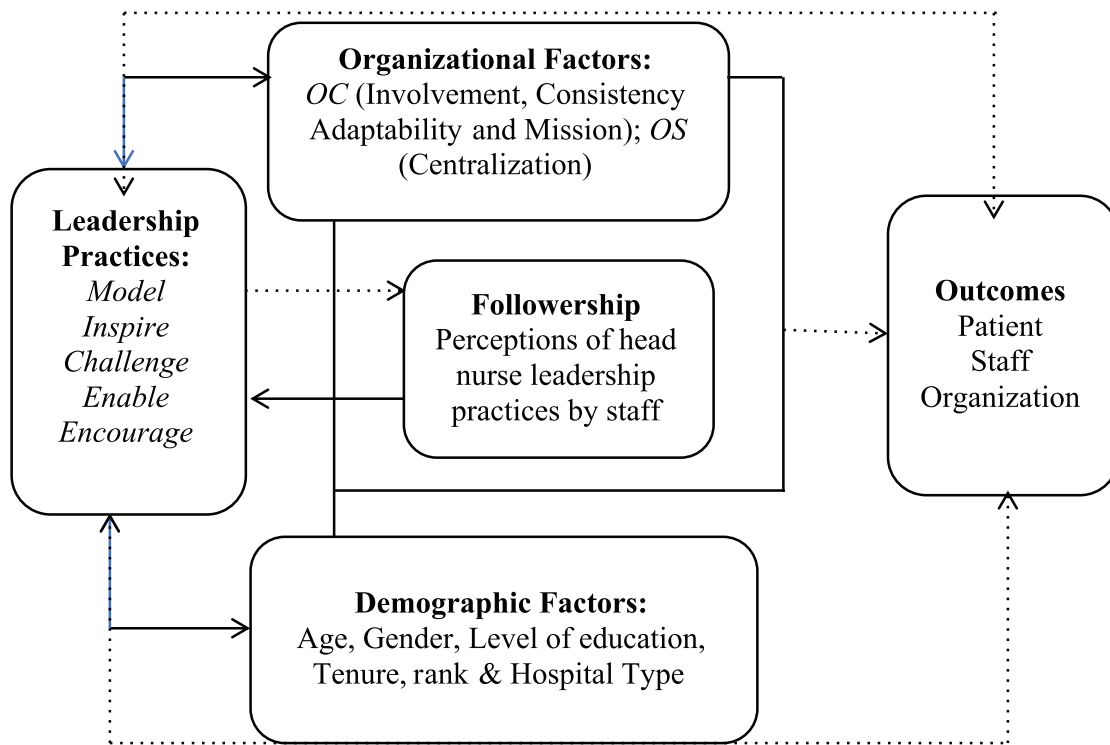 Organizational Factors:
OC (Involvement, Consistency
Adaptability and Mission); OS
(Centralization)
Leadership
Practices:
Model
Inspire
Challenge
Enable
Encourage
Followership
Perceptions of head
nurse leadership
practices by staff
Outcomes
Patient
Staff
Organization
Demographic Factors:
Age, Gender, Level of education,
Tenure, rank & Hospital Type